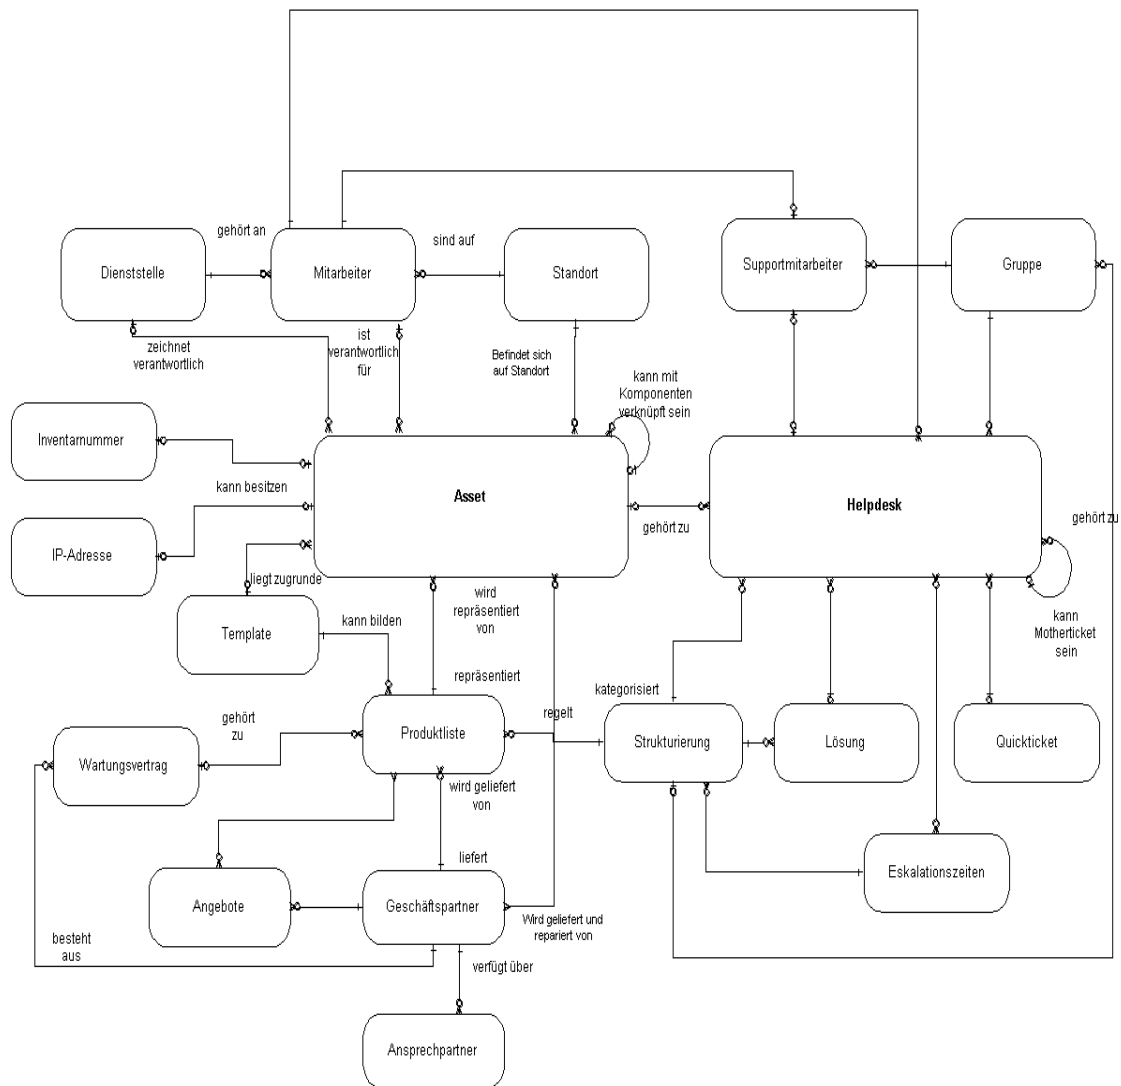 gehört an
sind auf
Dienststelle
Mitarbeiter
Standort
Supportmitarbeiter
Gruppe
zeichnet
verantwortlich
ist
verantwortlich
für
Befindet sich
auf Standort
kann mit
Komponenten
verknüpft sein
Inventarnummer
kann besitzen
Asset
Helpdesk
gehört zu
gehört zu
IP-Adresse
liegt zugrunde
Template
kann bilden
wird
repräsentiert
von
kann
Motherticket
sein
repräsentiert
kategorisiert
gehört
zu
regelt
Wartungsvertrag
Produktliste
Strukturierung
Lösung
Quickticket
wird geliefert
von
liefert
Eskalationszeiten
Angebote
Geschäftspartner
Wird geliefert und
repariert von
besteht
aus
verfügt über
Ansprechpartner